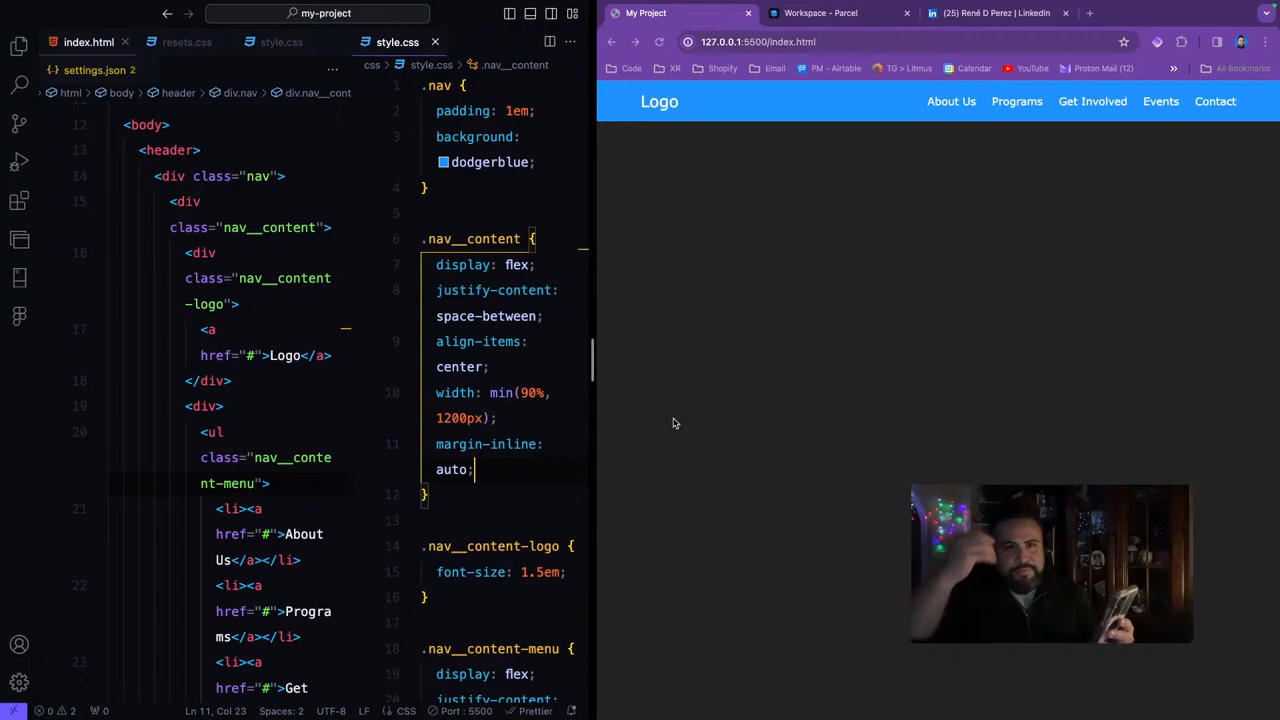 my-project
index.html
resets.css
style.css
style.css
settings.json 2
html
body
header
div.nav
div.nav__cont
12 <body>
13 <header>
14 <div class="nav">
15 <div
class="nav__content">
16 <div
class="nav__content
-logo">
17 <a
href="#">Logo</a>
18 </div>
19 <div>
20 <ul
class="nav__conte
nt-menu">
21 <li><a
href="#">About
Us</a></li>
22 <li><a
href="#">Progra
ms</a></li>
23 <li><a
href="#">Get
css
style.css
.nav__content
1 .nav {
2 padding: 1em;
3 background:
dodgerblue;
4 }
5
6 .nav__content {
7 display: flex;
8 justify-content:
space-between;
9 align-items:
center;
10 width: min(90%,
1200px);
11 margin-inline:
auto;
12 }
13
14 .nav__content-logo {
15 font-size: 1.5em;
16 }
17
18 .nav__content-menu {
19 display: flex;
20 justify-content:
0 2 0
Ln 11, Col 23
Spaces: 2
UTF-8
LF
CSS
Port : 5500
Prettier
My Project
Workspace - Parcel
(25) René D Perez | LinkedIn
127.0.0.1:5500/index.html
Code
XR
Shopify
Email
PM - Airtable
TG > Litmus
Calendar
YouTube
Proton Mail (12)
All Bookmarks
Logo
About Us
Programs
Get Involved
Events
Contact